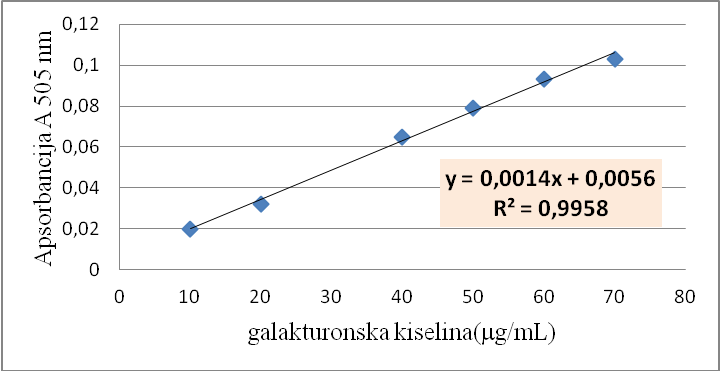 0,12
0,1
0,08
0,06
0,04
0,02
0
Apsorbancija A 505 nm
y = 0,0014x + 0,0056
R² = 0,9958
0 10 20 30 40 50 60 70 80
galakturonska kiselina(µg/mL)